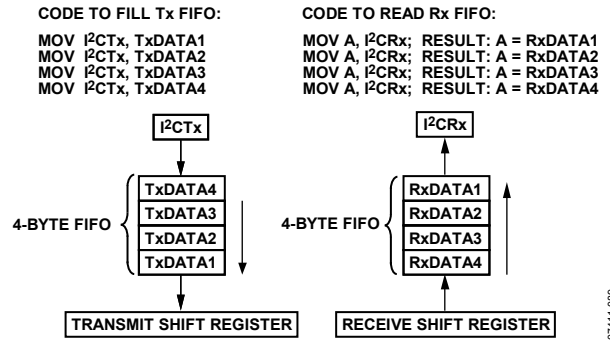 CODE TO FILL Tx FIFO:
MOV I²CTx, TxDATA1
MOV I²CTx, TxDATA2
MOV I²CTx, TxDATA3
MOV I²CTx, TxDATA4
I²CTx
4-BYTE FIFO
TxDATA4
TxDATA3
TxDATA2
TxDATA1
TRANSMIT SHIFT REGISTER
CODE TO READ Rx FIFO:
MOV A, I²CRx; RESULT: A = RxDATA1
MOV A, I²CRx; RESULT: A = RxDATA2
MOV A, I²CRx; RESULT: A = RxDATA3
MOV A, I²CRx; RESULT: A = RxDATA4
I²CRx
4-BYTE FIFO
RxDATA1
RxDATA2
RxDATA3
RxDATA4
RECEIVE SHIFT REGISTER